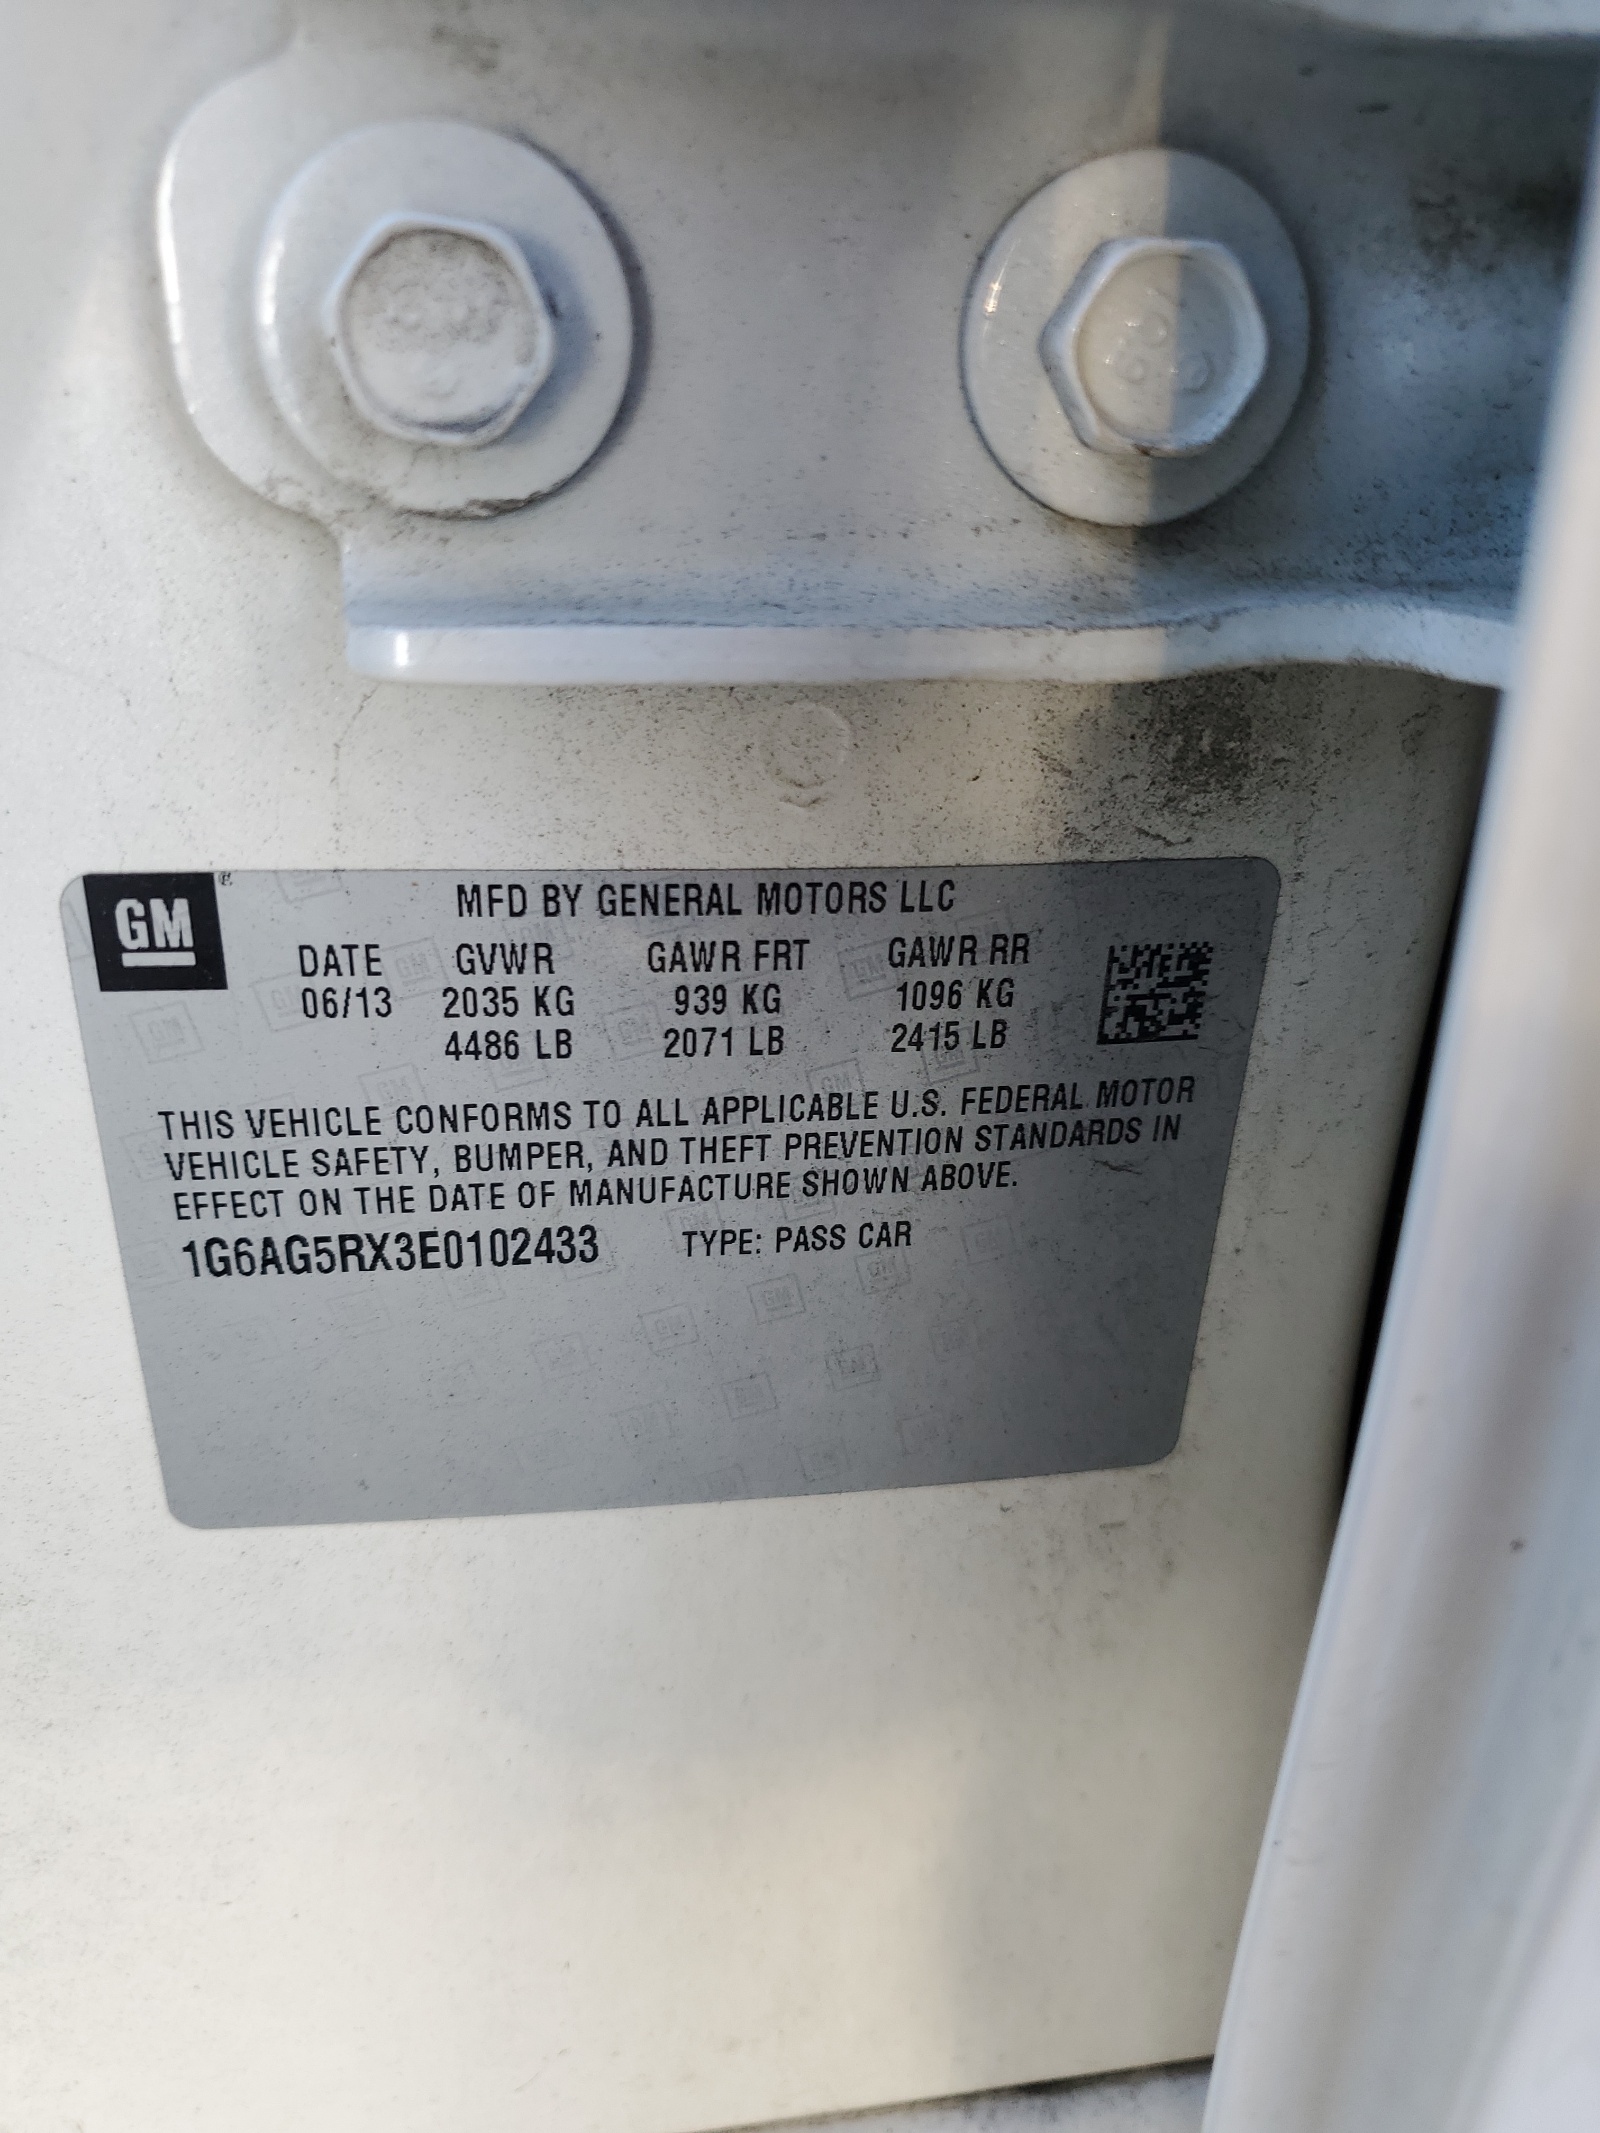 GM
MFD BY GENERAL MOTORS LLC
DATE GVWR GAWR FRT GAWR RR
06/13 2035 KG 939 KG 1096 KG
4486 LB 2071 LB 2415 LB
THIS VEHICLE CONFORMS TO ALL APPLICABLE U.S. FEDERAL MOTOR
VEHICLE SAFETY, BUMPER, AND THEFT PREVENTION STANDARDS IN
EFFECT ON THE DATE OF MANUFACTURE SHOWN ABOVE.
1G6AG5RX3E0102433 TYPE: PASS CAR